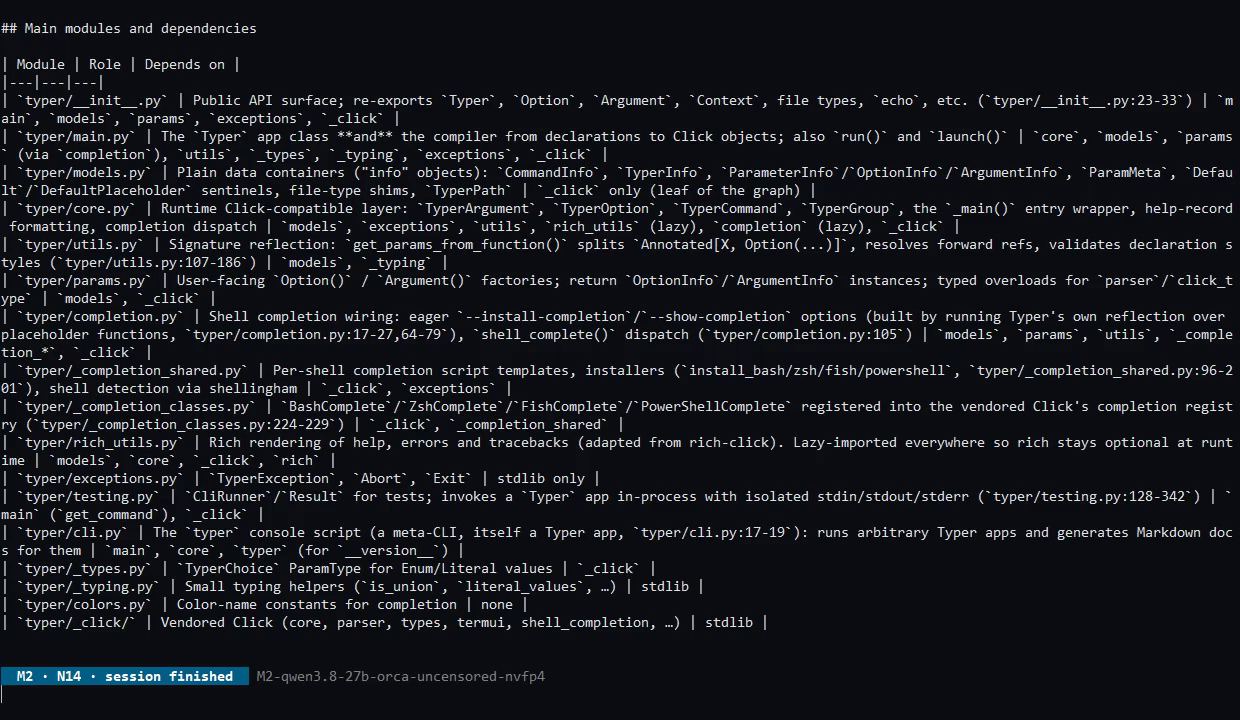 ## Main modules and dependencies
| Module | Role | Depends on |
|---|---|---|
| `typer/__init__.py` | Public API surface; re-exports `Typer`, `Option`, `Argument`, `Context`, file types, `echo`, etc. (`typer/__init__.py:23-33`) | `m
ain`, `models`, `params`, `exceptions`, `_click` |
| `typer/main.py` | The `Typer` app class **and** the compiler from declarations to Click objects; also `run()` and `launch()` | `core`, `models`, `params
` (via `completion`), `utils`, `_types`, `_typing`, `exceptions`, `_click` |
| `typer/models.py` | Plain data containers ("info" objects): `CommandInfo`, `TyperInfo`, `ParameterInfo`/`OptionInfo`/`ArgumentInfo`, `ParamMeta`, `Defau
lt`/`DefaultPlaceholder` sentinels, file-type shims, `TyperPath` | `_click` only (leaf of the graph) |
| `typer/core.py` | Runtime Click-compatible layer: `TyperArgument`, `TyperOption`, `TyperCommand`, `TyperGroup`, the `_main()` entry wrapper, help-record
 formatting, completion dispatch | `models`, `exceptions`, `utils`, `rich_utils` (lazy), `completion` (lazy), `_click` |
| `typer/utils.py` | Signature reflection: `get_params_from_function()` splits `Annotated[X, Option(...)]`, resolves forward refs, validates declaration s
tyles (`typer/utils.py:107-186`) | `models`, `_typing` |
| `typer/params.py` | User-facing `Option()` / `Argument()` factories; return `OptionInfo`/`ArgumentInfo` instances; typed overloads for `parser`/`click_t
ype` | `models`, `_click` |
| `typer/completion.py` | Shell completion wiring: eager `--install-completion`/`--show-completion` options (built by running Typer's own reflection over
placeholder functions, `typer/completion.py:17-27,64-79`), `shell_complete()` dispatch (`typer/completion.py:105`) | `models`, `params`, `utils`, `_comple
tion_*`, `_click` |
| `typer/_completion_shared.py` | Per-shell completion script templates, installers (`install_bash/zsh/fish/powershell`, `typer/_completion_shared.py:96-2
01`), shell detection via shellingham | `_click`, `exceptions` |
| `typer/_completion_classes.py` | `BashComplete`/`ZshComplete`/`FishComplete`/`PowerShellComplete` registered into the vendored Click's completion regist
ry (`typer/_completion_classes.py:224-229`) | `_click`, `_completion_shared` |
| `typer/rich_utils.py` | Rich rendering of help, errors and tracebacks (adapted from rich-click). Lazy-imported everywhere so rich stays optional at runt
ime | `models`, `core`, `_click`, `rich` |
| `typer/exceptions.py` | `TyperException`, `Abort`, `Exit` | stdlib only |
| `typer/testing.py` | `CliRunner`/`Result` for tests; invokes a `Typer` app in-process with isolated stdin/stdout/stderr (`typer/testing.py:128-342`) | `
main` (`get_command`), `_click` |
| `typer/cli.py` | The `typer` console script (a meta-CLI, itself a Typer app, `typer/cli.py:17-19`): runs arbitrary Typer apps and generates Markdown doc
s for them | `main`, `core`, `typer` (for `__version__`) |
| `typer/_types.py` | `TyperChoice` ParamType for Enum/Literal values | `_click` |
| `typer/_typing.py` | Small typing helpers (`is_union`, `literal_values`, …) | stdlib |
| `typer/colors.py` | Color-name constants for completion | none |
| `typer/_click/` | Vendored Click (core, parser, types, termui, shell_completion, …) | stdlib |
M2 · N14 · session finished M2-qwen3.8-27b-orca-uncensored-nvfp4